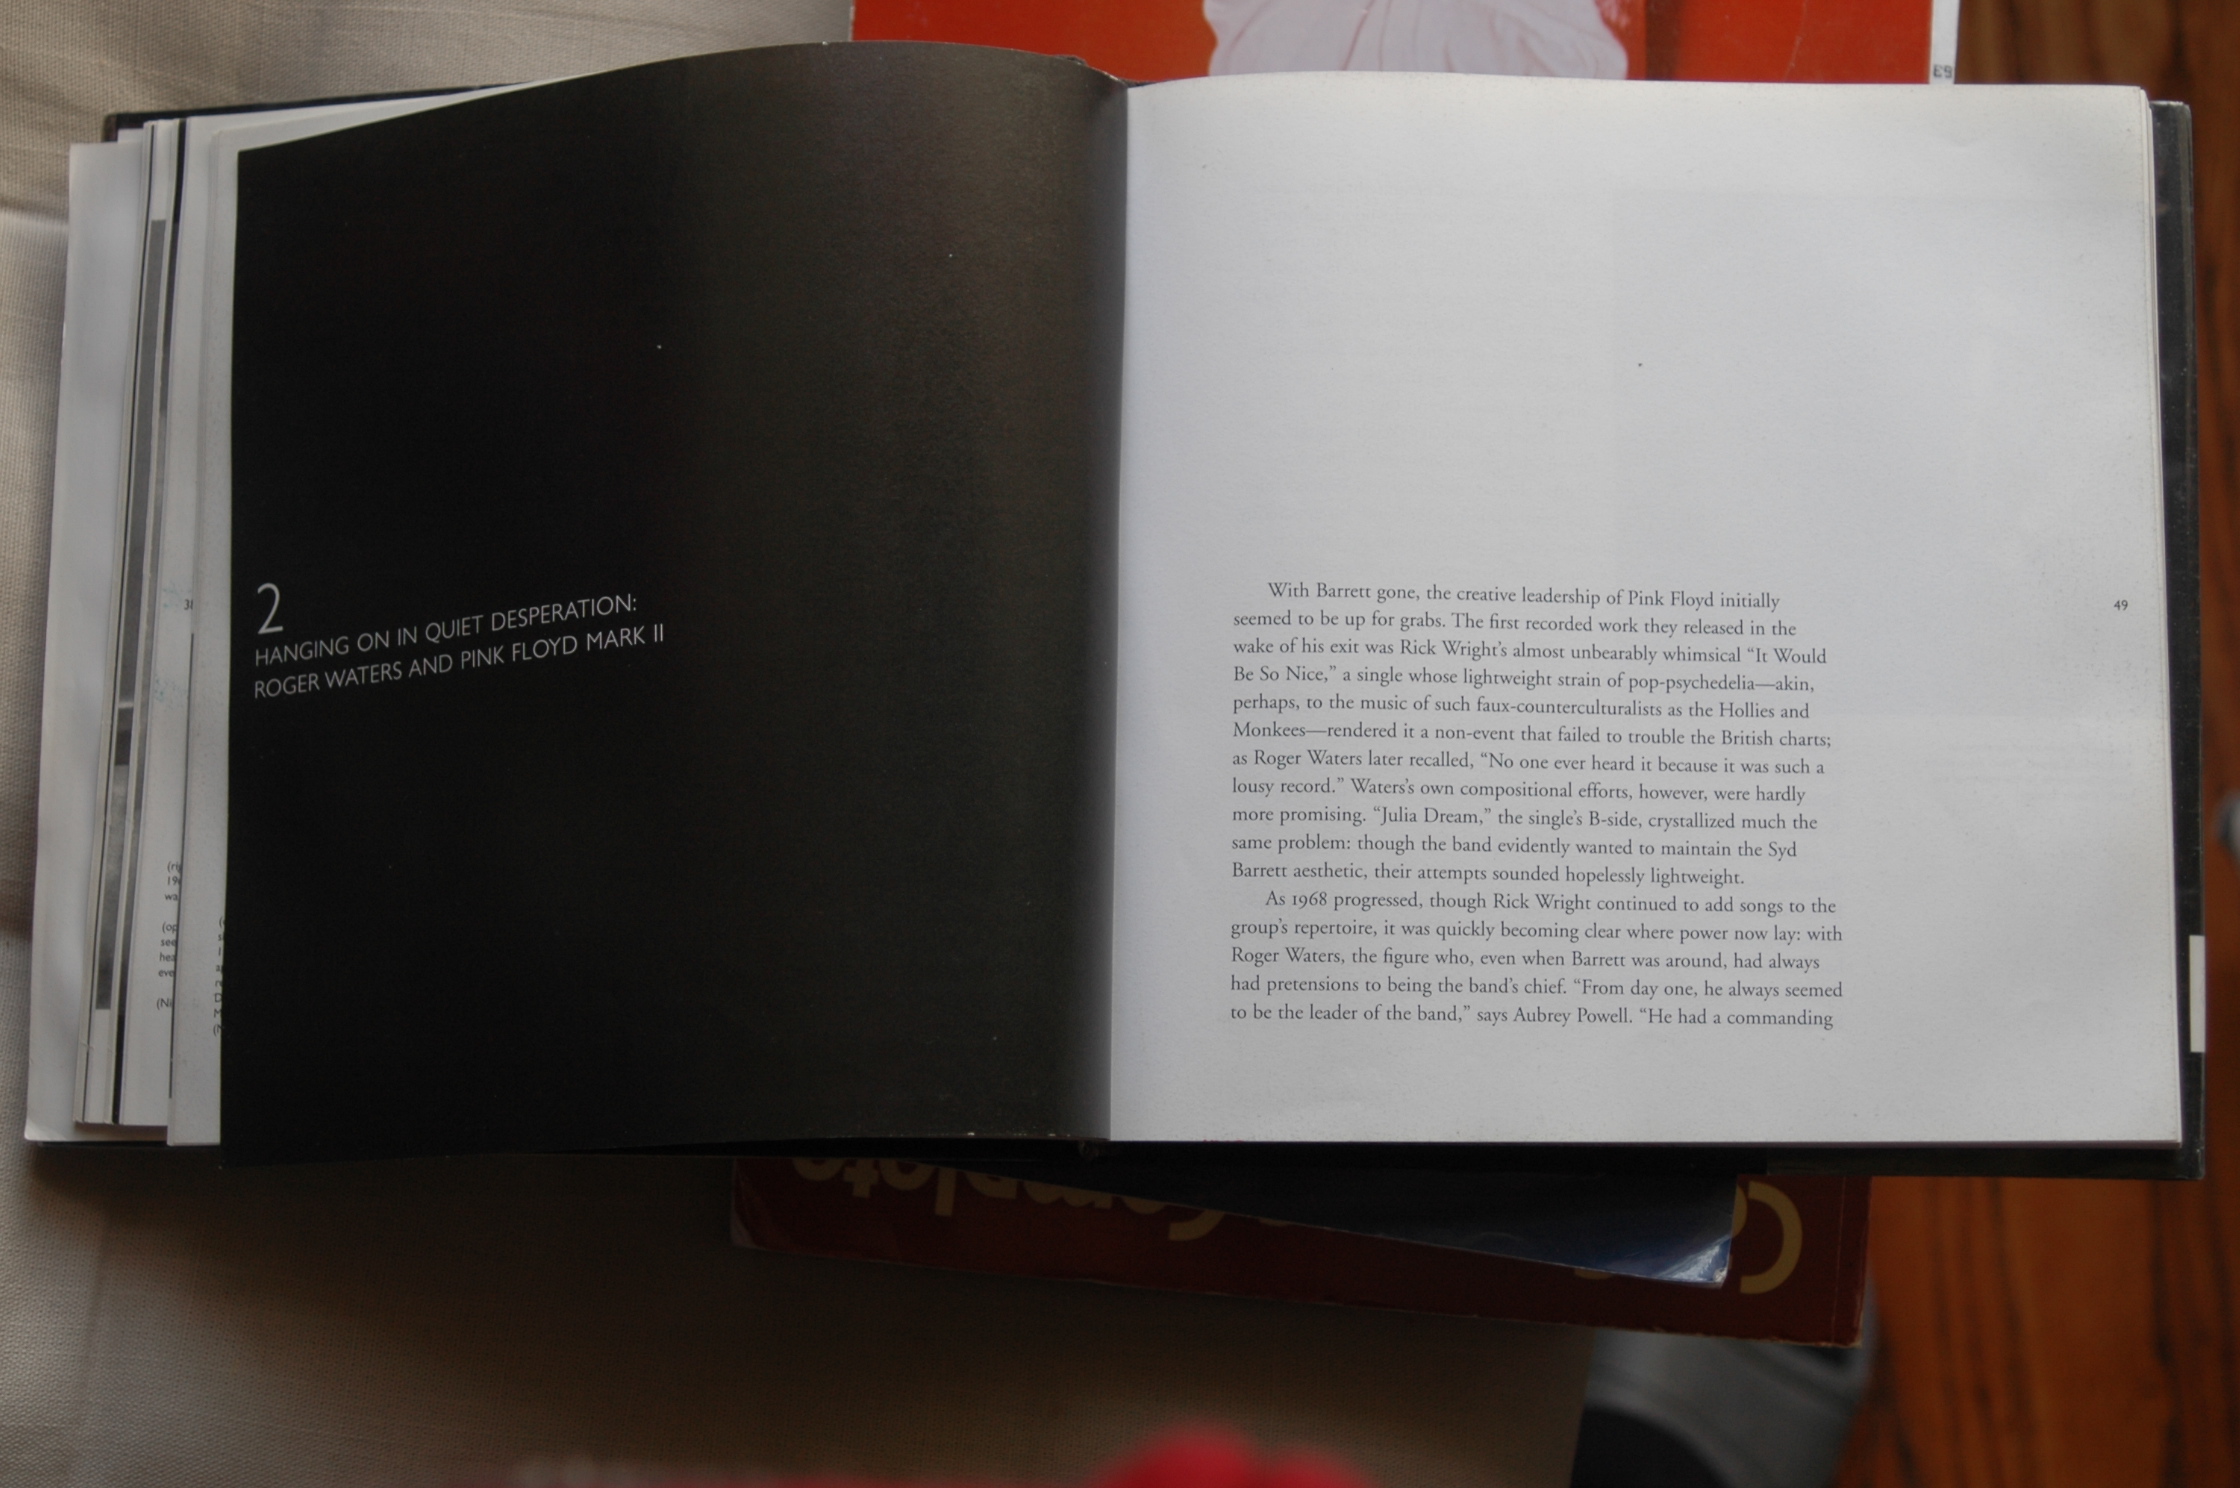 2
HANGING ON IN QUIET DESPERATION:
ROGER WATERS AND PINK FLOYD MARK II
With Barrett gone, the creative leadership of Pink Floyd initially
seemed to be up for grabs. The first recorded work they released in the
wake of his exit was Rick Wright's almost unbearably whimsical “It Would
Be So Nice,” a single whose lightweight strain of pop-psychedelia—akin,
perhaps, to the music of such faux-counterculturalists as the Hollies and
Monkees—rendered it a non-event that failed to trouble the British charts;
as Roger Waters later recalled, “No one ever heard it because it was such a
lousy record.” Waters's own compositional efforts, however, were hardly
more promising. “Julia Dream,” the single's B-side, crystallized much the
same problem: though the band evidently wanted to maintain the Syd
Barrett aesthetic, their attempts sounded hopelessly lightweight.
As 1968 progressed, though Rick Wright continued to add songs to the
group's repertoire, it was quickly becoming clear where power now lay: with
Roger Waters, the figure who, even when Barrett was around, had always
had pretensions to being the band's chief. “From day one, he always seemed
to be the leader of the band,” says Aubrey Powell. “He had a commanding
49
31